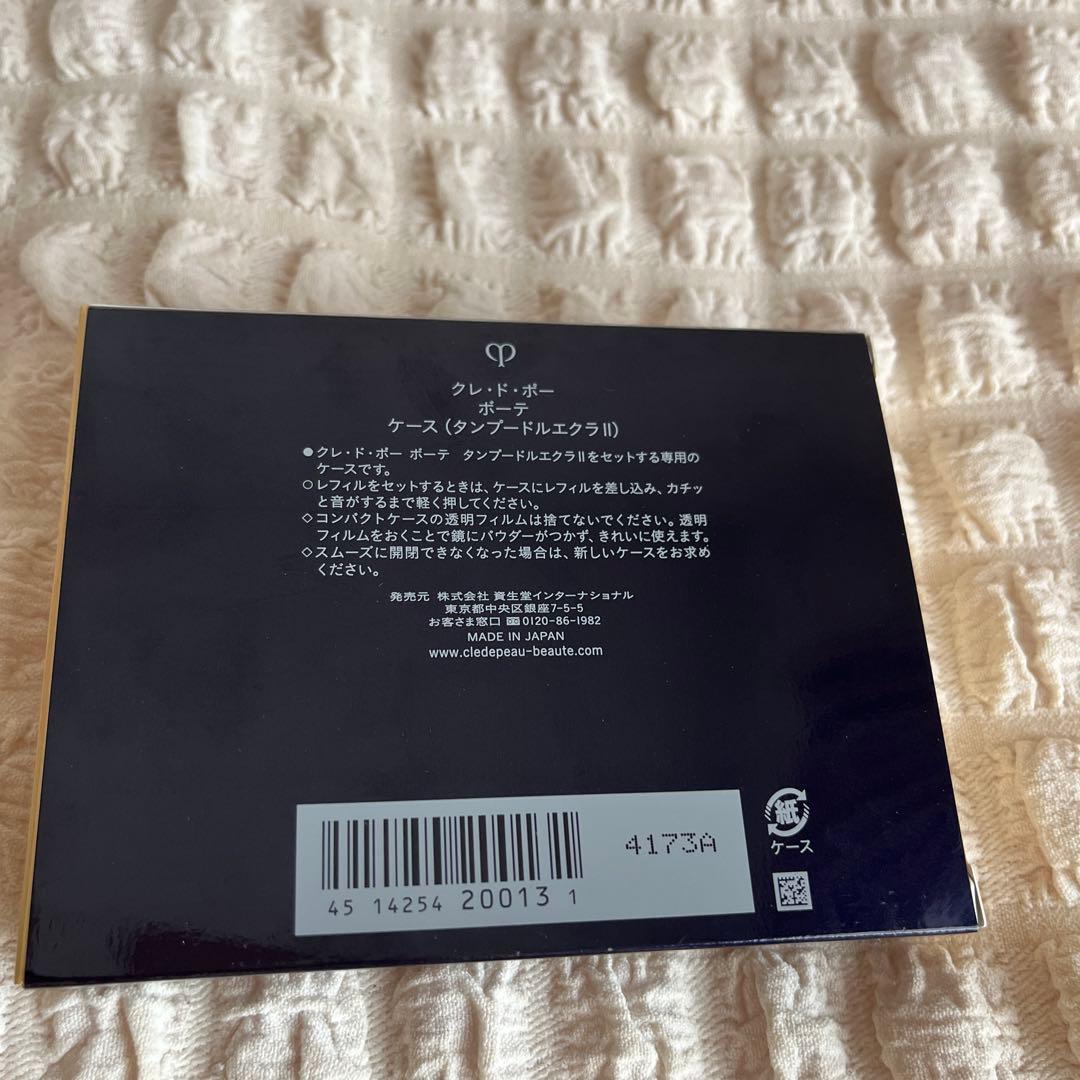 クレ・ド・ポー
ボーテ
ケース（タンプードルエクラⅡ）
●クレ・ド・ポー ボーテ タンプードルエクラⅡをセットする専用の
ケースです。
○レフィルをセットするときは、ケースにレフィルを差し込み、カチッ
と音がするまで軽く押してください。
◇コンパクトケースの透明フィルムは捨てないでください。透明
フィルムをおくことで鏡にパウダーがつかず、きれいに使えます。
◇スムーズに開閉できなくなった場合は、新しいケースをお求め
ください。
発売元 株式会社 資生堂インターナショナル
東京都中央区銀座7-5-5
お客さま窓口 0120-86-1982
MADE IN JAPAN
www.cledepeau-beaute.com
4173A
45 14254 20013 1
紙
ケース